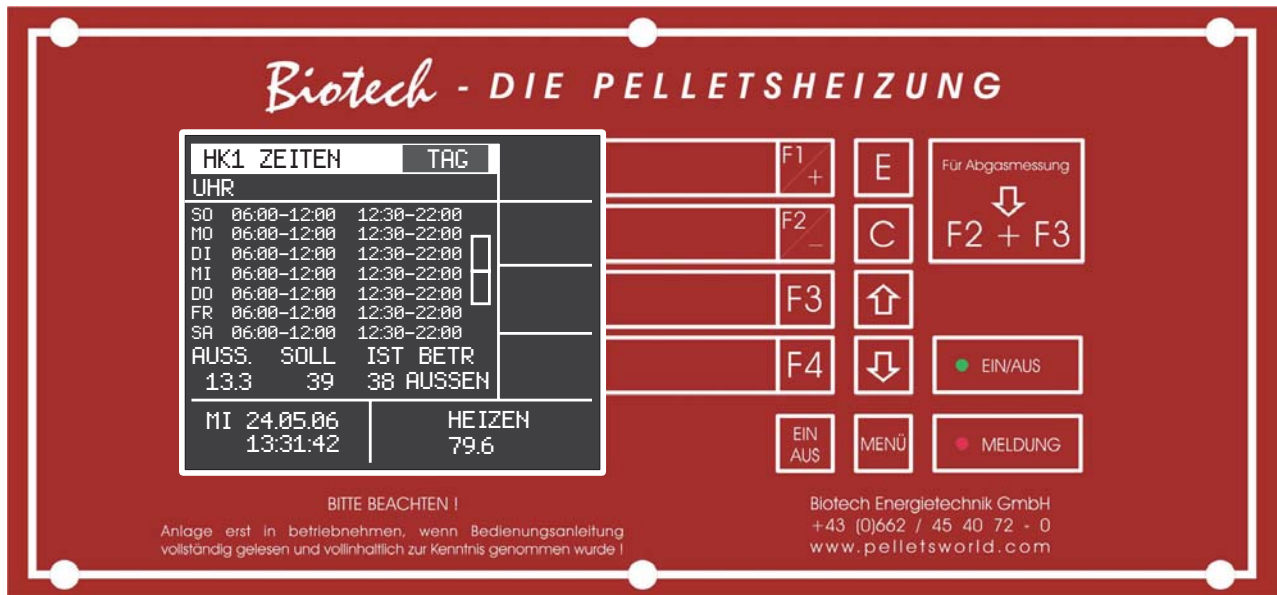 Biotech - DIE PELLETSHEIZUNG
HK1 ZEITEN TAG
UHR
SO 06:00-12:00 12:30-22:00
MO 06:00-12:00 12:30-22:00
DI 06:00-12:00 12:30-22:00
MI 06:00-12:00 12:30-22:00
DO 06:00-12:00 12:30-22:00
FR 06:00-12:00 12:30-22:00
SA 06:00-12:00 12:30-22:00
AUSS. SOLL IST BETR
13.3 39 38 AUSSEN
MI 24.05.06
13:31:42
HEIZEN
79.6
F1 / +
E
F2 / -
C
F3
⇧
F4
⇩
EIN
AUS
MENÜ
Für Abgasmessung
⇩
F2 + F3
EIN/AUS
MELDUNG
BITTE BEACHTEN !
Anlage erst in betriebnehmen, wenn Bedienungsanleitung
vollständig gelesen und vollinhaltlich zur Kenntnis genommen wurde !
Biotech Energietechnik GmbH
+43 (0)662 / 45 40 72 - 0
www.pelletsworld.com